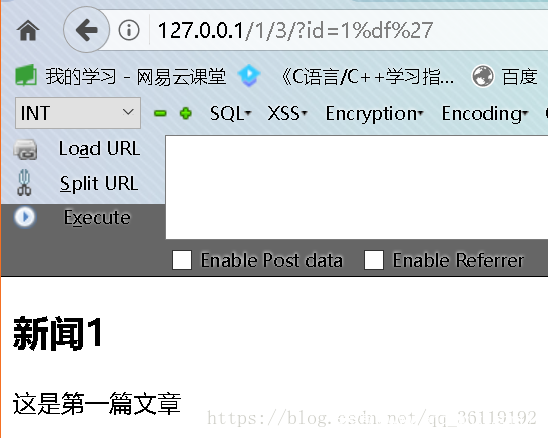 127.0.0.1/1/3/?id=1%df%27
我的学习 - 网易云课堂 《C语言/C++学习指... 百度
INT SQL XSS Encryption Encoding
Load URL
Split URL
Execute
Enable Post data Enable Referrer
新闻1
这是第一篇文章
https://blog.csdn.net/qq_36119192